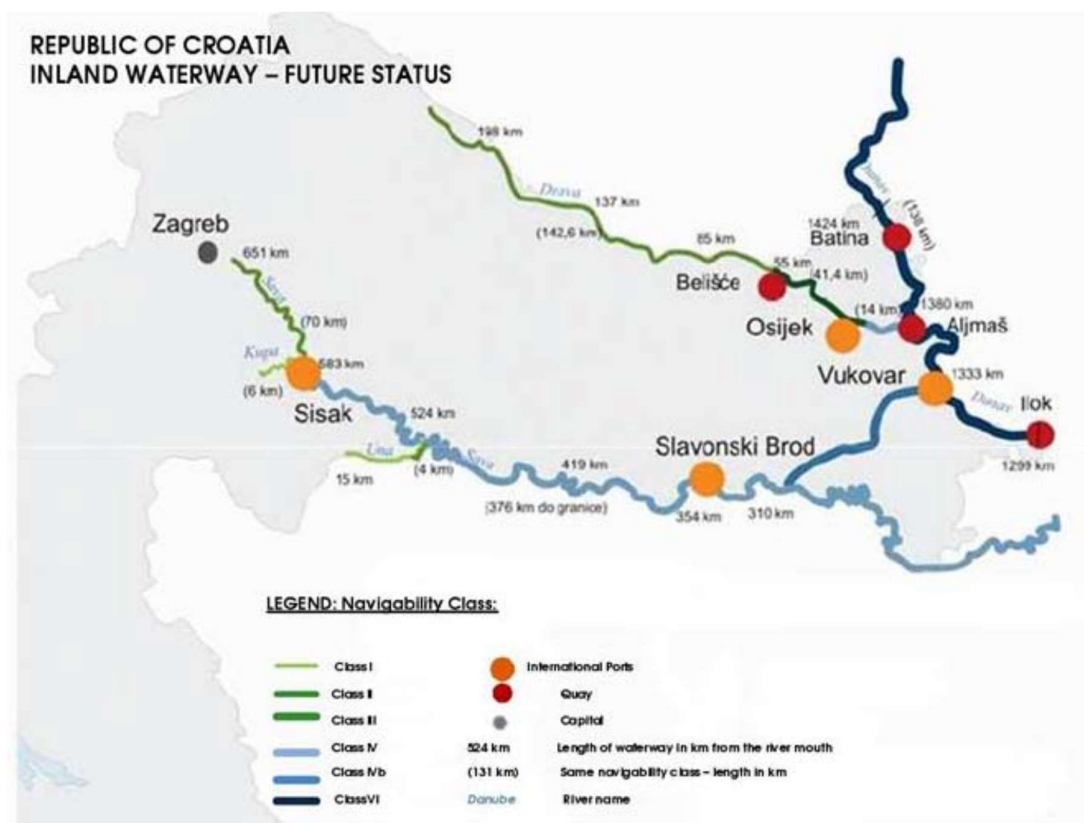 REPUBLIC OF CROATIA
INLAND WATERWAY – FUTURE STATUS
198 km
Drava
137 km
(142,6 km)
85 km
Dunav
(138 km)
1424 km
Batina
Zagreb
651 km
Sava
(70 km)
Belišće
55 km
(41,4 km)
(14 km)
1380 km
Osijek
Aljmaš
Kupa
(6 km)
583 km
Sisak
Vukovar
1333 km
Dunav
Ilok
1299 km
524 km
Una
15 km
(4 km)
Sava
419 km
(376 km do granice)
Slavonski Brod
354 km
310 km
LEGEND: Navigability Class:
Class I
International Ports
Class II
Quay
Class III
Capital
Class IV
524 km
Length of waterway in km from the river mouth
Class IVb
(131 km)
Same navigability class – length in km
ClassVI
Danube
River name